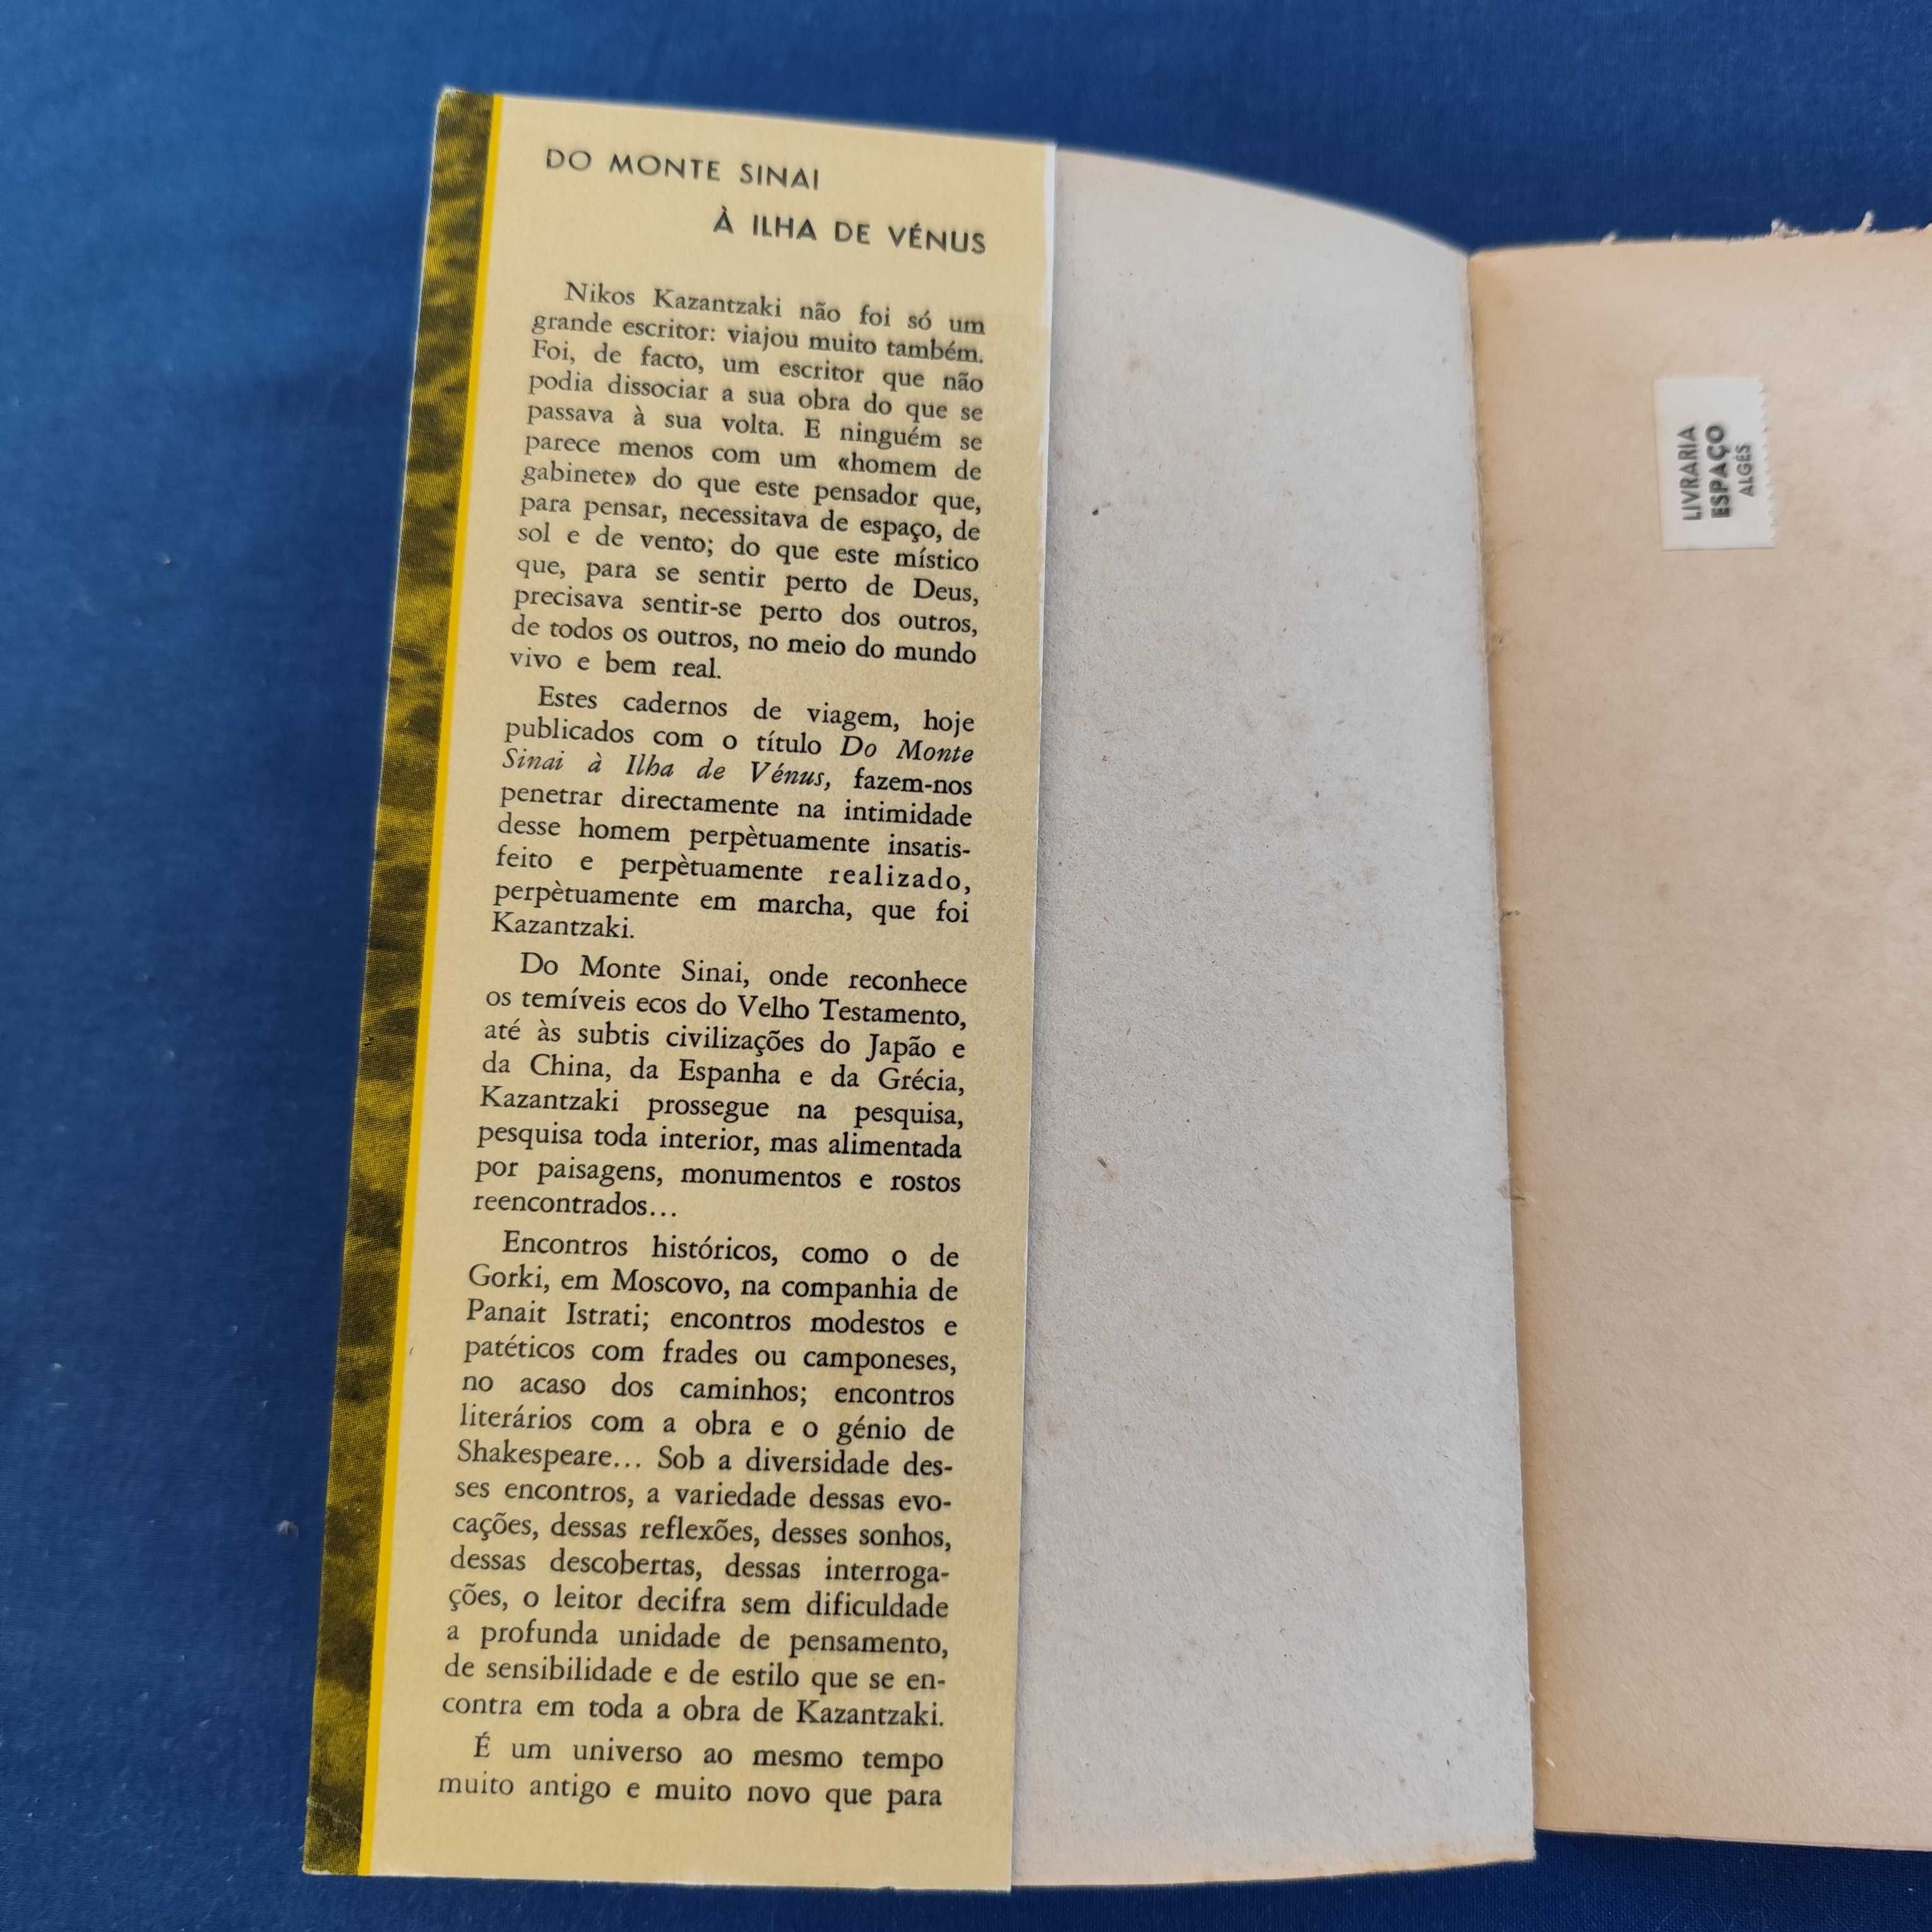 DO MONTE SINAI
À ILHA DE VÉNUS
Nikos Kazantzaki não foi só um
grande escritor: viajou muito também.
Foi, de facto, um escritor que não
podia dissociar a sua obra do que se
passava à sua volta. E ninguém se
parece menos com um «homem de
gabinete» do que este pensador que,
para pensar, necessitava de espaço, de
sol e de vento; do que este místico
que, para se sentir perto de Deus,
precisava sentir-se perto dos outros,
de todos os outros, no meio do mundo
vivo e bem real.
Estes cadernos de viagem, hoje
publicados com o título Do Monte
Sinai à Ilha de Vénus, fazem-nos
penetrar directamente na intimidade
desse homem perpètuamente insatis-
feito e perpètuamente realizado,
perpètuamente em marcha, que foi
Kazantzaki.
Do Monte Sinai, onde reconhece
os temíveis ecos do Velho Testamento,
até às subtis civilizações do Japão e
da China, da Espanha e da Grécia,
Kazantzaki prossegue na pesquisa,
pesquisa toda interior, mas alimentada
por paisagens, monumentos e rostos
reencontrados...
Encontros históricos, como o de
Gorki, em Moscovo, na companhia de
Panait Istrati; encontros modestos e
patéticos com frades ou camponeses,
no acaso dos caminhos; encontros
literários com a obra e o génio de
Shakespeare... Sob a diversidade des-
ses encontros, a variedade dessas evo-
cações, dessas reflexões, desses sonhos,
dessas descobertas, dessas interroga-
ções, o leitor decifra sem dificuldade
a profunda unidade de pensamento,
de sensibilidade e de estilo que se en-
contra em toda a obra de Kazantzaki.
É um universo ao mesmo tempo
muito antigo e muito novo que para
LIVRARIA
ESPAÇO
ALGÉS